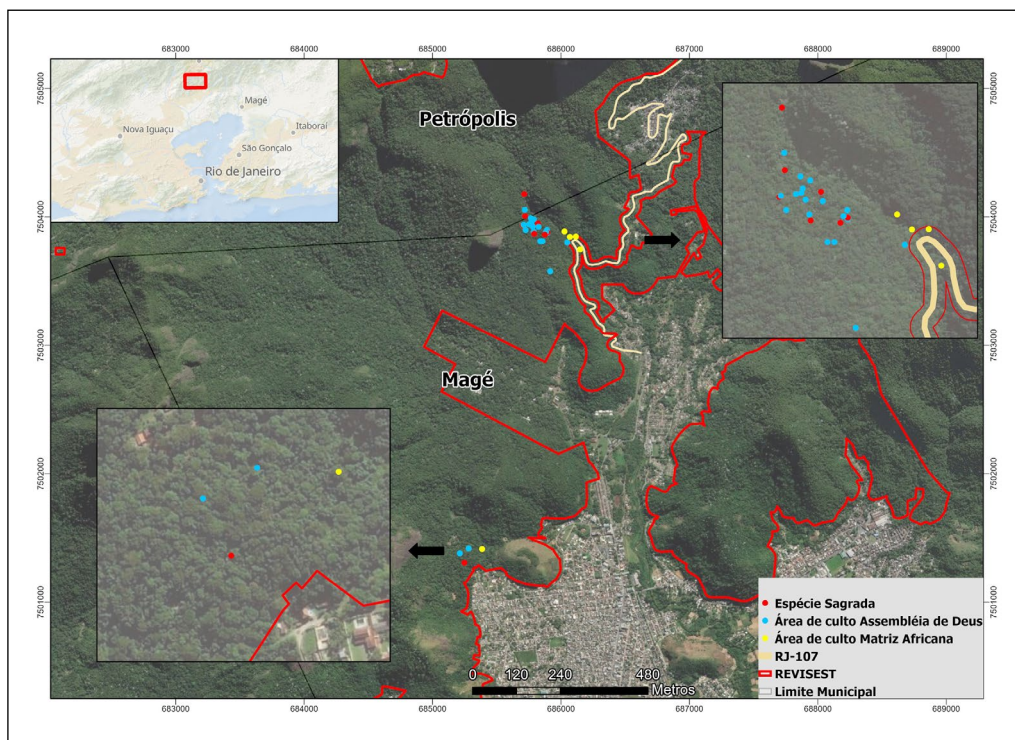 683000 684000 685000 686000 687000 688000 689000
7505000
7505000
Magé
Nova Iguaçu
Itaboraí
São Gonçalo
Rio de Janeiro
Petrópolis
7504000
7504000
7503000
7503000
Magé
7502000
7502000
7501000
7501000
Espécie Sagrada
Área de culto Assembléia de Deus
Área de culto Matriz Africana
RJ-107
REVISEST
Limite Municipal
0 120 240 480
Metros
683000 684000 685000 686000 687000 688000 689000